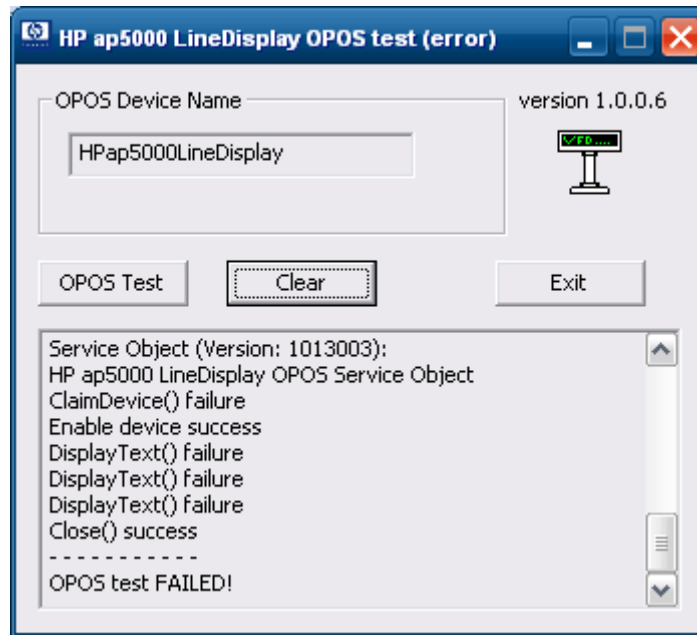 HP ap5000 LineDisplay OPOS test (error)
OPOS Device Name
version 1.0.0.6
HPap5000LineDisplay
VFD....
OPOS Test
Clear
Exit
Service Object (Version: 1013003):
HP ap5000 LineDisplay OPOS Service Object
ClaimDevice() failure
Enable device success
DisplayText() failure
DisplayText() failure
DisplayText() failure
Close() success
- - - - - - - - - - -
OPOS test FAILED!